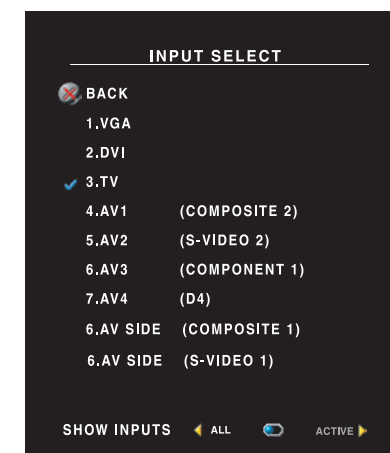 INPUT SELECT
BACK
1.VGA
2.DVI
3.TV
4.AV1 (COMPOSITE 2)
5.AV2 (S-VIDEO 2)
6.AV3 (COMPONENT 1)
7.AV4 (D4)
6.AV SIDE (COMPOSITE 1)
6.AV SIDE (S-VIDEO 1)
SHOW INPUTS ALL ACTIVE